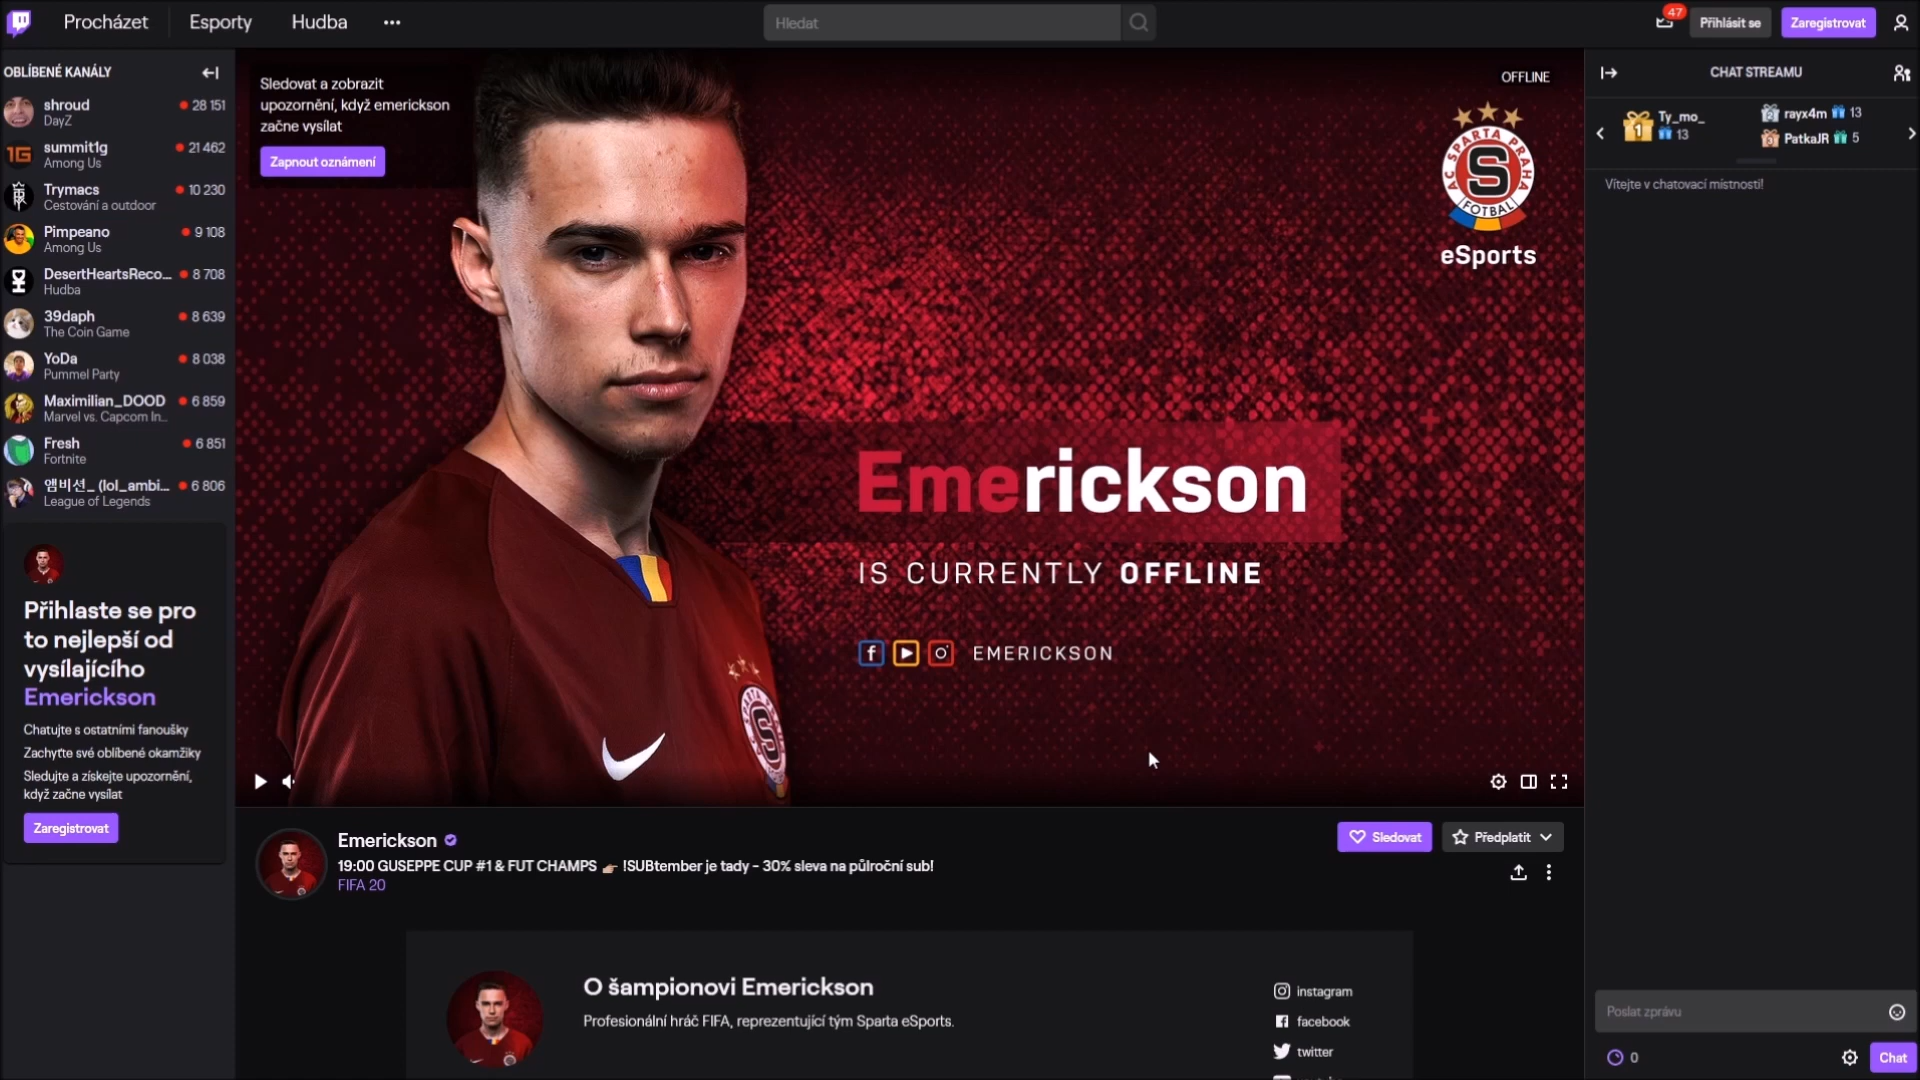 Procházet
Esporty
Hudba
Hledat
47
Přihlásit se
Zaregistrovat
OBLÍBENÉ KANÁLY
shroud
28 151
DayZ
summit1g
21 462
Among Us
Trymacs
10 230
Cestování a outdoor
Pimpeano
9 108
Among Us
DesertHeartsReco...
8 708
Hudba
39daph
8 639
The Coin Game
YoDa
8 038
Pummel Party
Maximilian_DOOD
6 859
Marvel vs. Capcom In...
Fresh
6 851
Fortnite
앰비션_ (lol_ambi...
6 806
League of Legends
Přihlaste se pro
to nejlepší od
vysílajícího
Emerickson
Chatujte s ostatními fanoušky
Zachyťte své oblíbené okamžiky
Sledujte a získejte upozornění,
když začne vysílat
Zaregistrovat
Sledovat a zobrazit
upozornění, když emerickson
začne vysílat
Zapnout oznámení
OFFLINE
AC SPARTA PRAHA
S
FOTBAL
eSports
Emerickson
IS CURRENTLY OFFLINE
EMERICKSON
Emerickson
19:00 GUSEPPE CUP #1 & FUT CHAMPS 👉🏼 !SUBtember je tady - 30% sleva na půlroční sub!
FIFA 20
Sledovat
Předplatit
O šampionovi Emerickson
Profesionální hráč FIFA, reprezentující tým Sparta eSports.
instagram
facebook
twitter
CHAT STREAMU
1
Ty_mo_
13
rayx4m 13
PatkaJR 5
Vítejte v chatovací místnosti!
Poslat zprávu
0
Chat